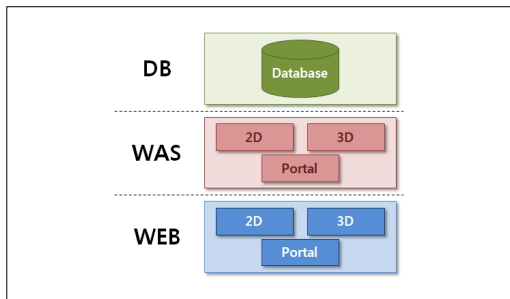 DB
Database
WAS
2D 3D
Portal
WEB
2D 3D
Portal